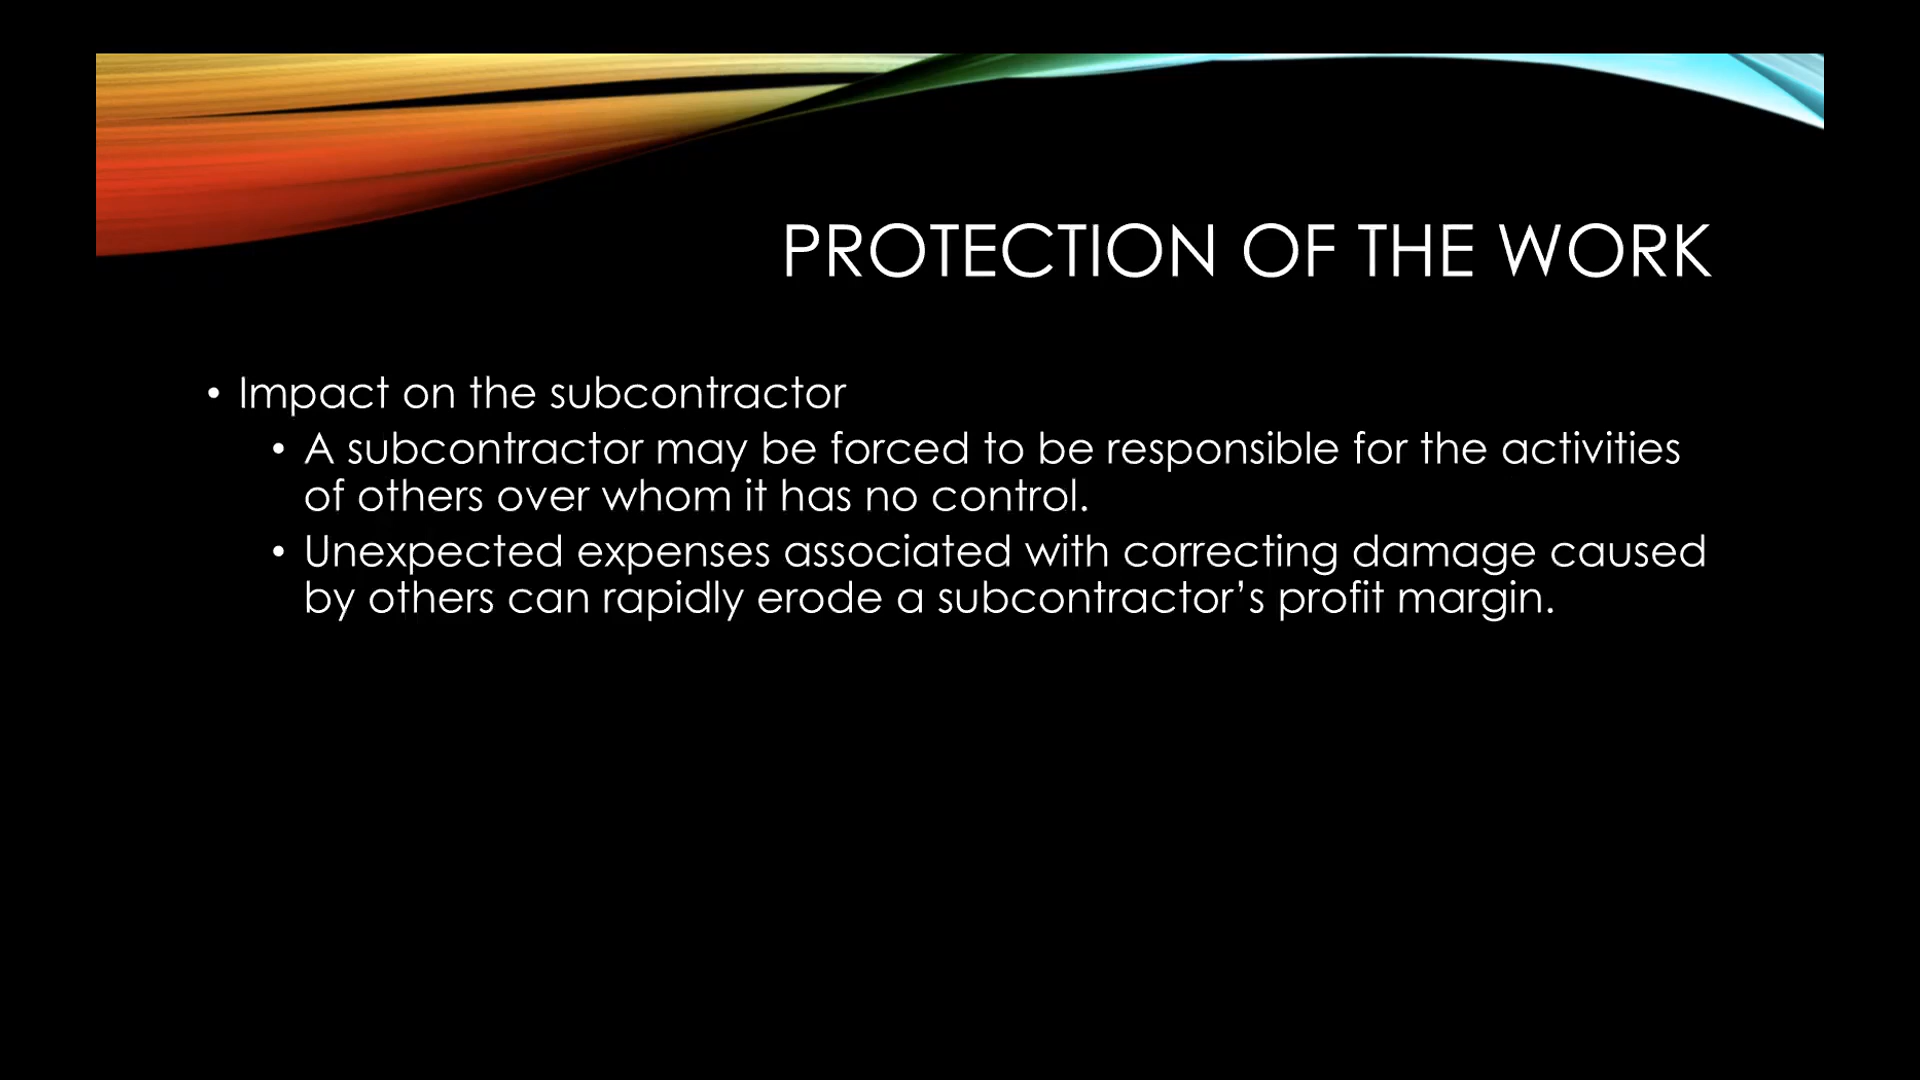 PROTECTION OF THE WORK
• Impact on the subcontractor
• A subcontractor may be forced to be responsible for the activities
of others over whom it has no control.
• Unexpected expenses associated with correcting damage caused
by others can rapidly erode a subcontractor’s profit margin.